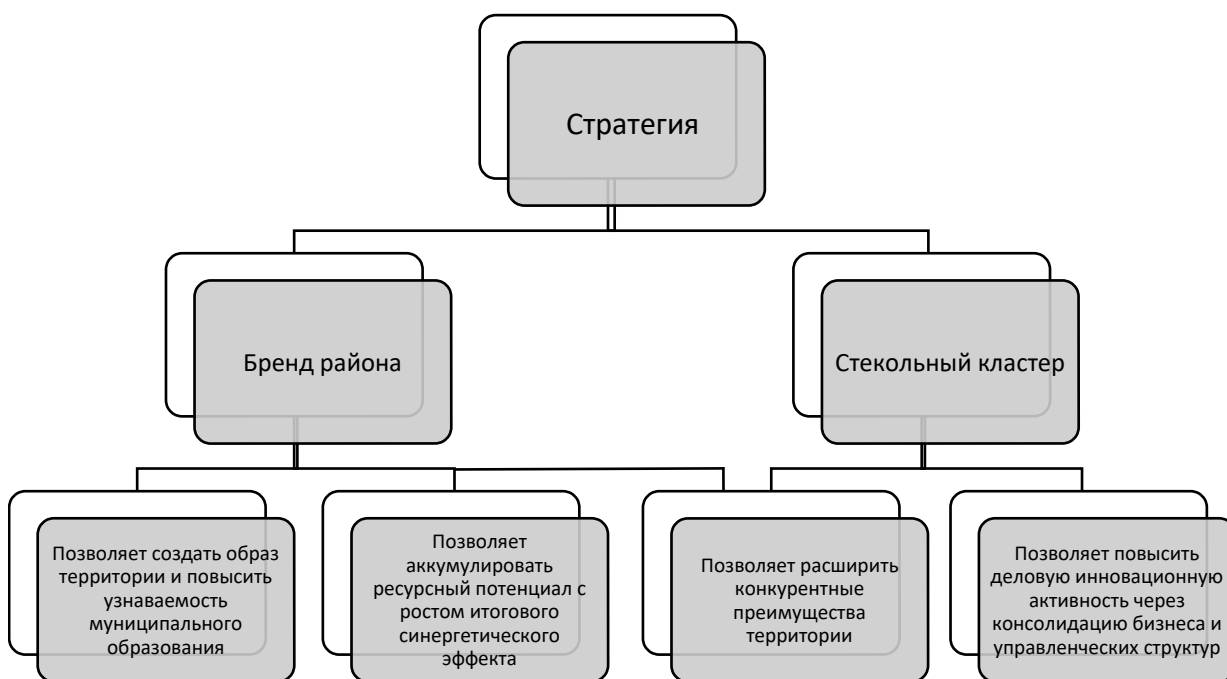 Стратегия
Бренд района
Стекольный кластер
Позволяет создать образ
территории и повысить
узнаваемость
муниципального
образования
Позволяет
аккумулировать
ресурсный потенциал с
ростом итогового
синергетического
эффекта
Позволяет расширить
конкурентные
преимущества
территории
Позволяет повысить
деловую инновационную
активность через
консолидацию бизнеса и
управленческих структур